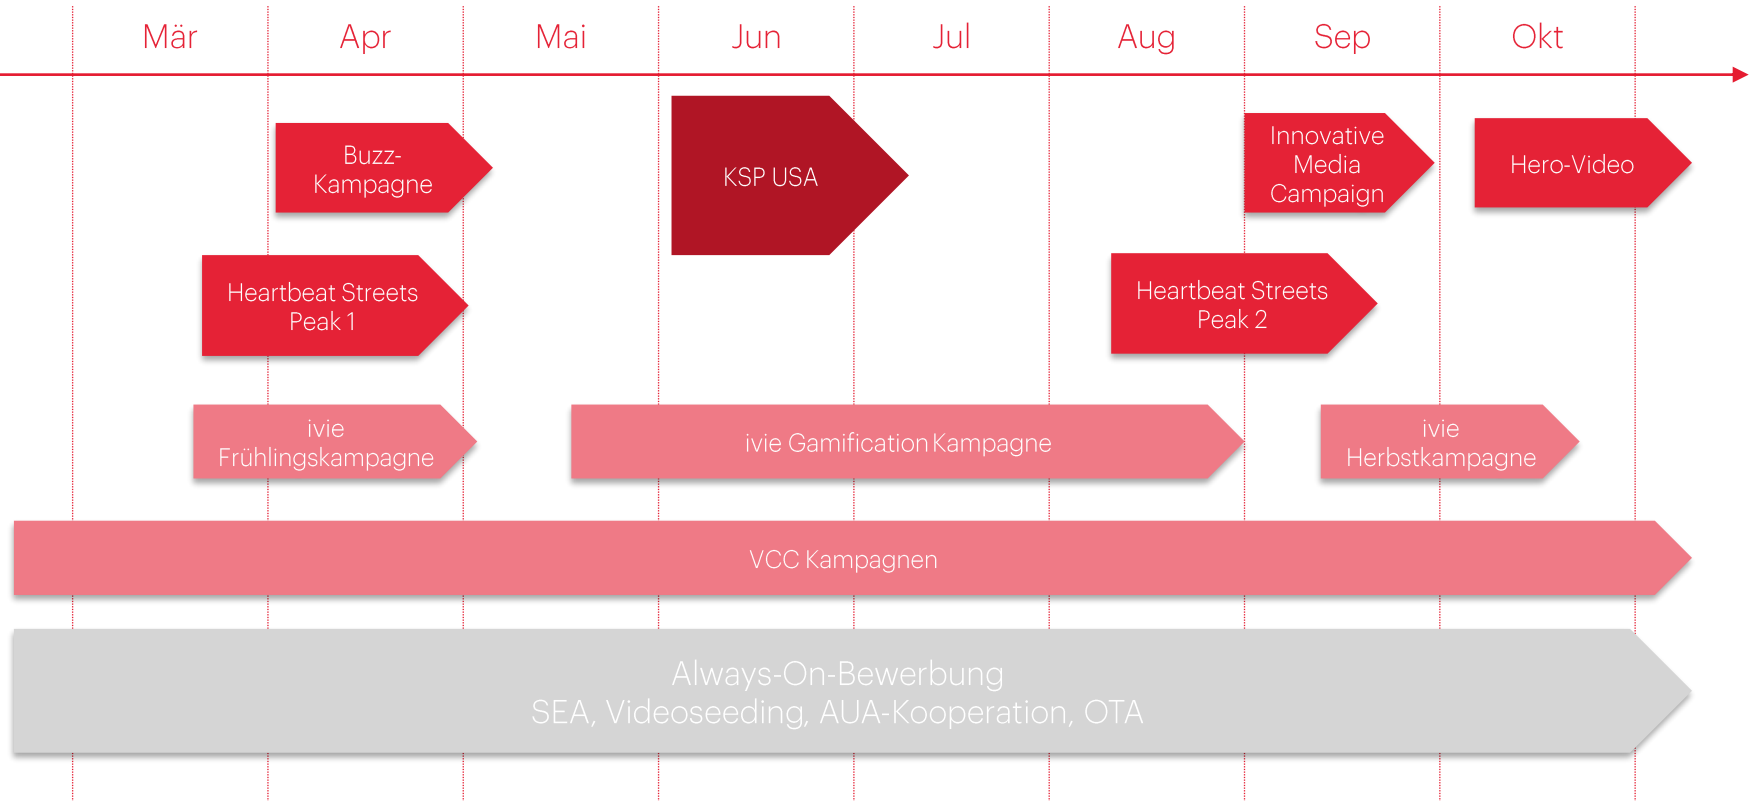 Mär Apr Mai Jun Jul Aug Sep Okt
Buzz-
Kampagne
KSP USA
Innovative
Media
Campaign
Hero-Video
Heartbeat Streets
Peak 1
Heartbeat Streets
Peak 2
ivie
Frühlingskampagne
ivie Gamification Kampagne
ivie
Herbstkampagne
VCC Kampagnen
Always-On-Bewerbung
SEA, Videoseeding, AUA-Kooperation, OTA